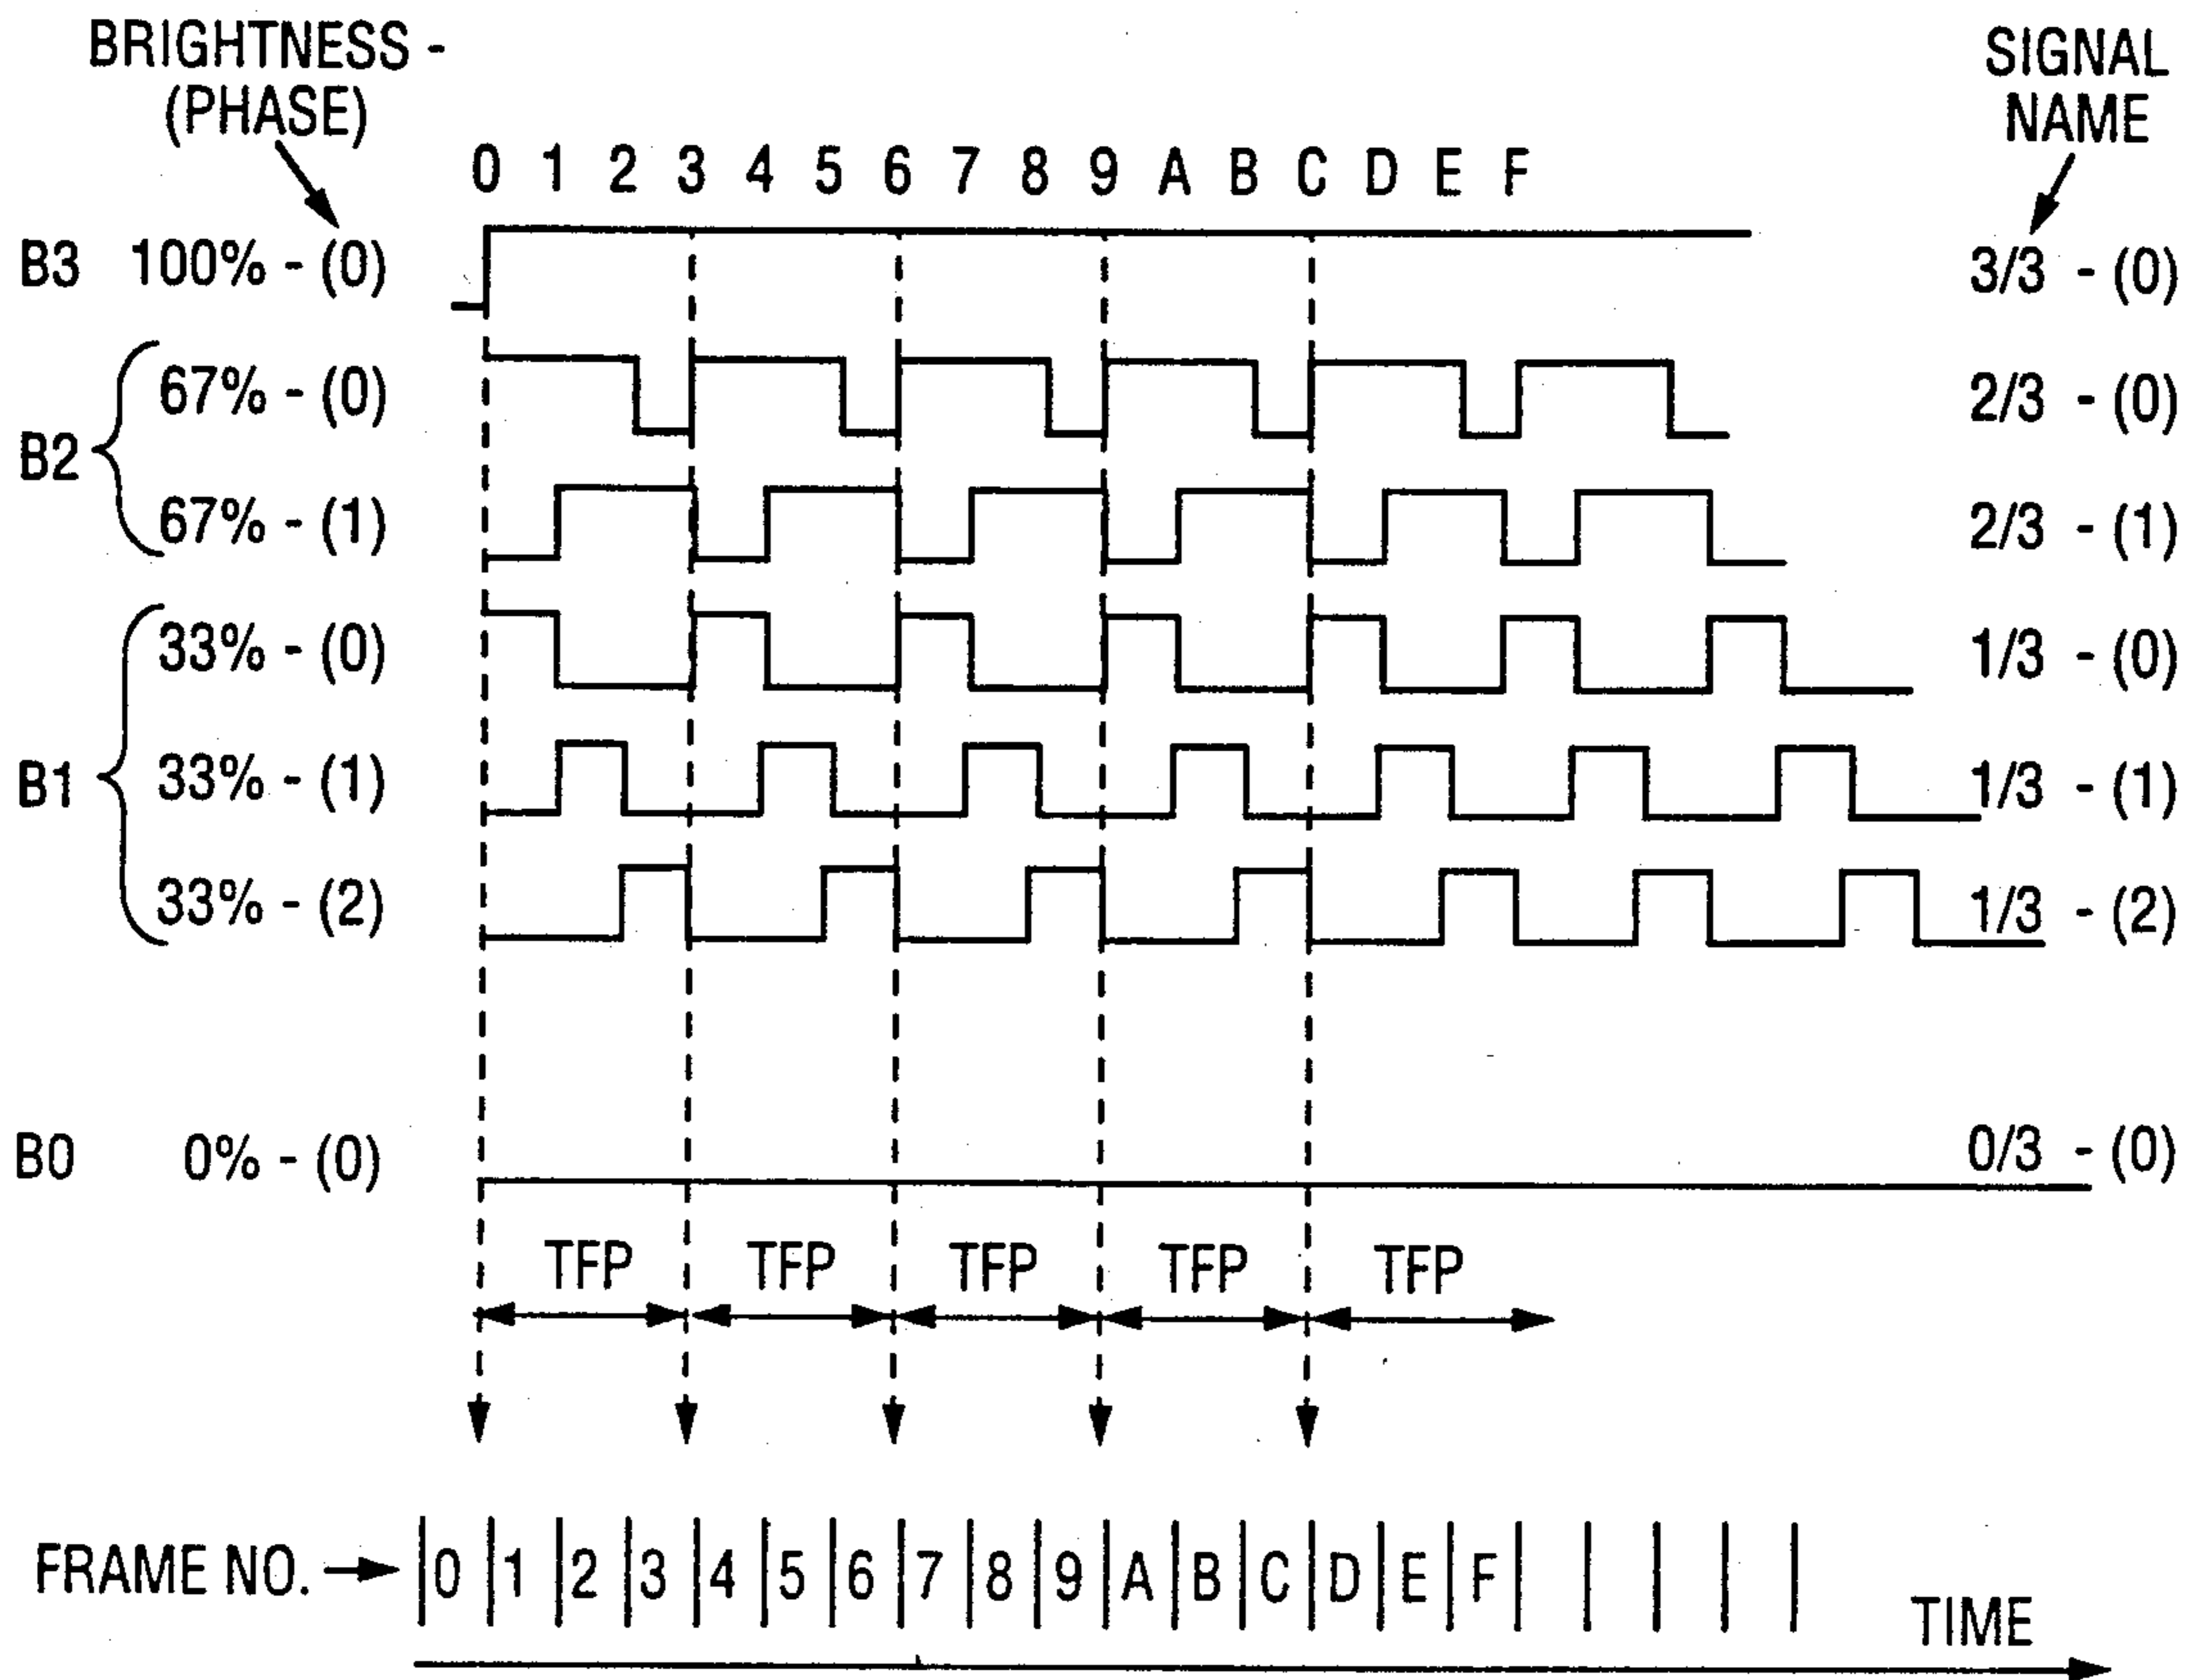 BRIGHTNESS -
(PHASE)
SIGNAL
NAME
0 1 2 3 4 5 6 7 8 9 A B C D E F
B3 100% - (0) 3/3 - (0)
67% - (0) 2/3 - (0)
B2
67% - (1) 2/3 - (1)
33% - (0) 1/3 - (0)
B1 33% - (1) 1/3 - (1)
33% - (2) 1/3 - (2)
B0 0% - (0) 0/3 - (0)
TFP TFP TFP TFP TFP
FRAME NO. 0 1 2 3 4 5 6 7 8 9 A B C D E F
TIME